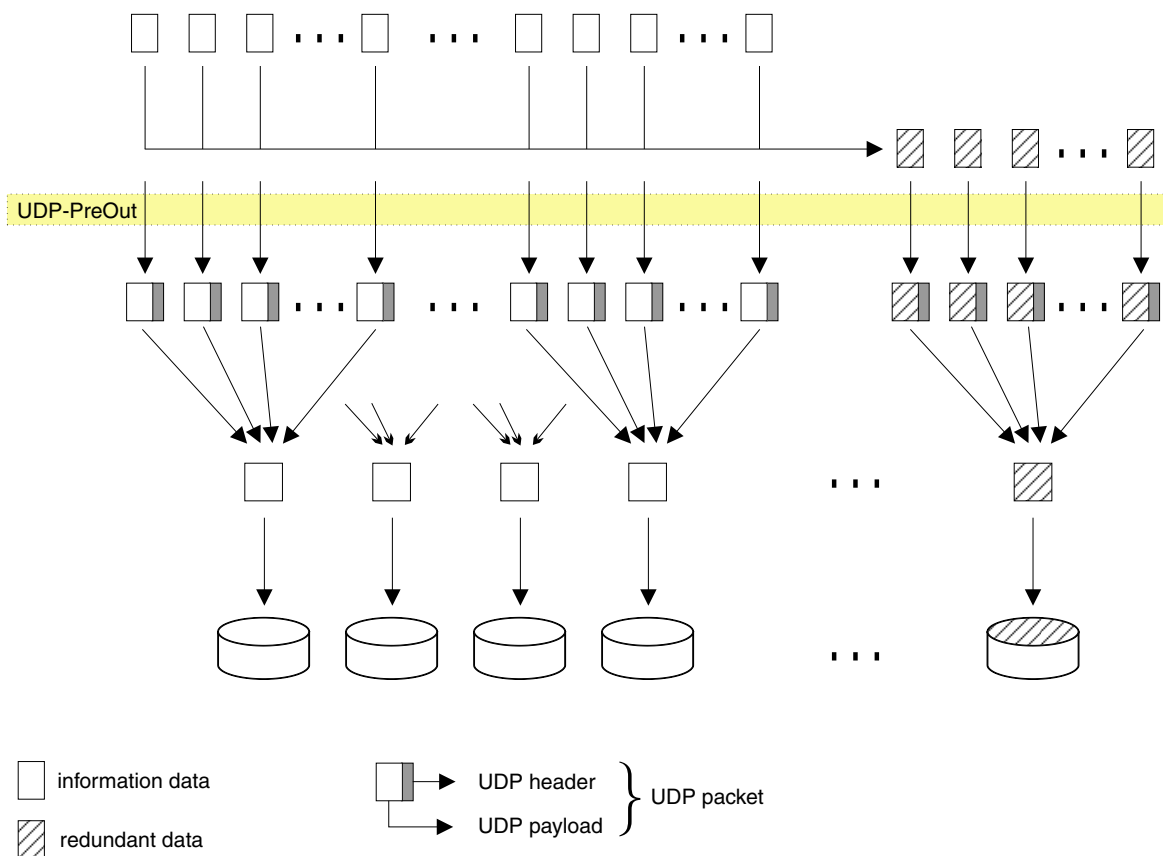 UDP-PreOut
information data
redundant data
UDP header
UDP payload
UDP packet